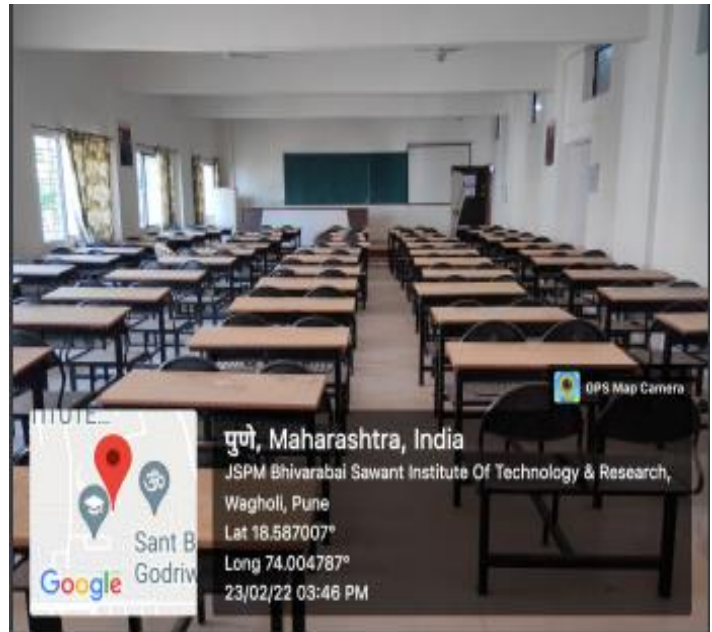 GPS Map Camera
पुणे, Maharashtra, India
JSPM Bhivarabai Sawant Institute Of Technology & Research,
Wagholi, Pune
Lat 18.587007°
Long 74.004787°
23/02/22 03:46 PM
Sant B
Godriw
Google